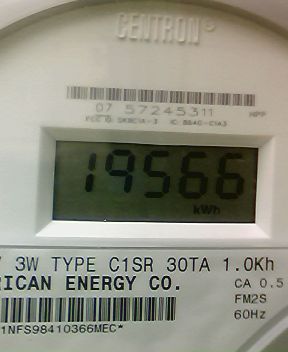 CENTRON®
07 57245311
19566
kWh
3W TYPE C1SR 30TA 1.0Kh
RICAN ENERGY CO.
CA 0.5
FM2S
60Hz
1NFS98410366MEC*